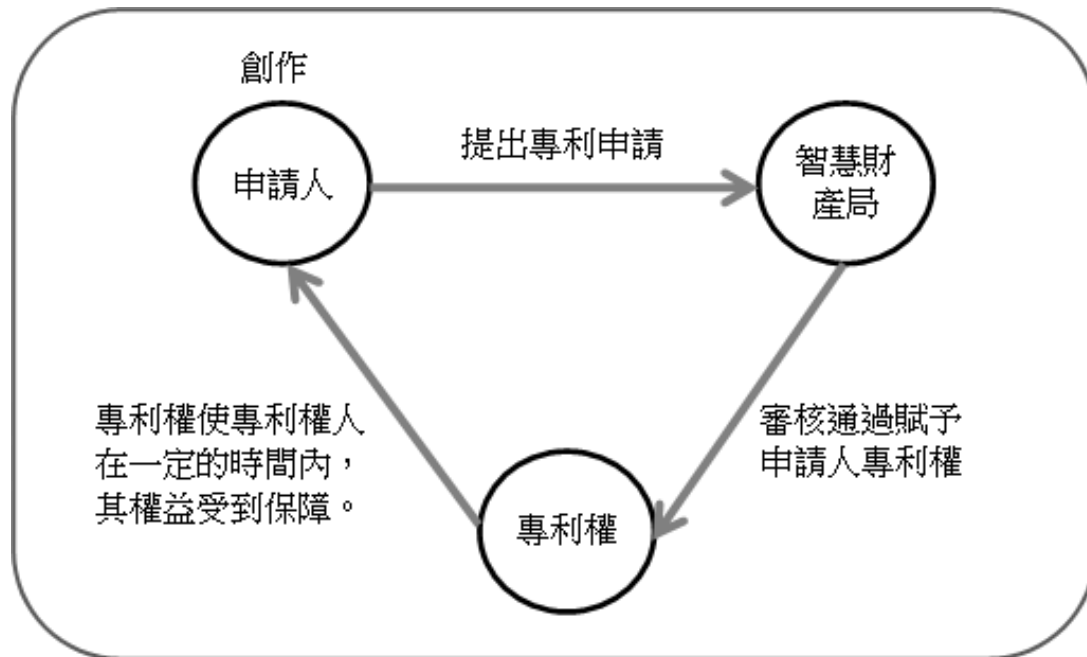 創作
申請人
提出專利申請
智慧財
產局
專利權使專利權人
在一定的時間內，
其權益受到保障。
審核通過賦予
申請人專利權
專利權